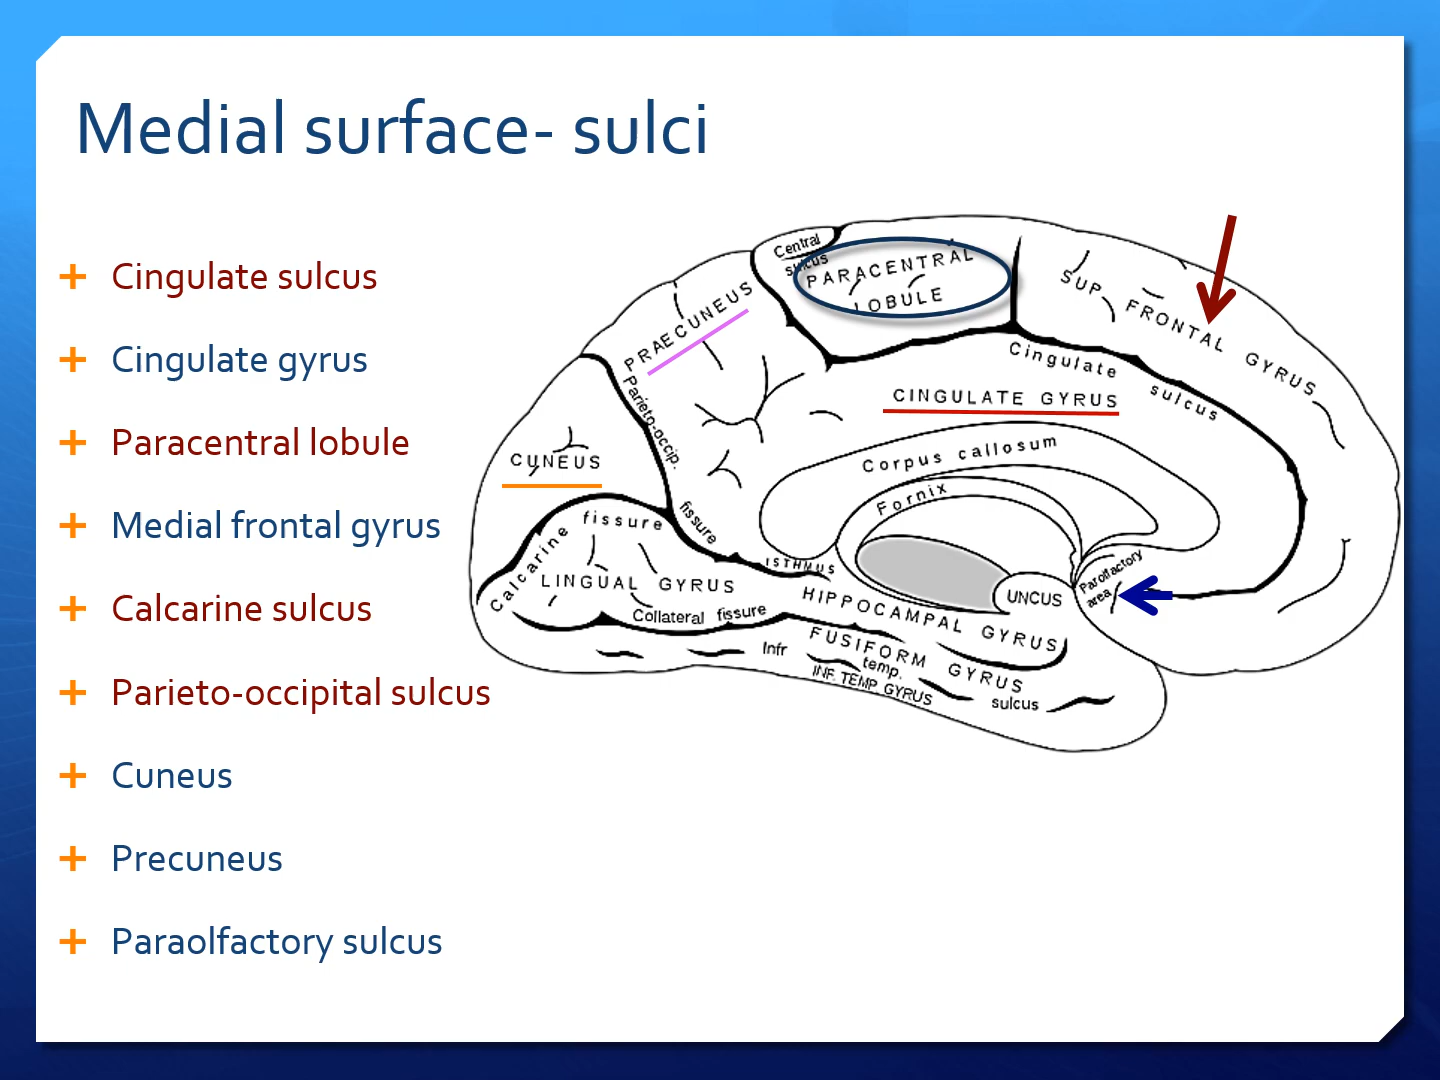 Medial surface- sulci
+ Cingulate sulcus
+ Cingulate gyrus
+ Paracentral lobule
+ Medial frontal gyrus
+ Calcarine sulcus
+ Parieto-occipital sulcus
+ Cuneus
+ Precuneus
+ Paraolfactory sulcus
Central
sulcus
PARACENTRAL
LOBULE
PRAECUNEUS
SUP. FRONTAL GYRUS
Cingulate sulcus
CINGULATE GYRUS
Parieto-occip. fissure
CUNEUS
Corpus callosum
Fornix
Calcarine fissure
ISTHMUS
LINGUAL GYRUS
Parolfactory
area
UNCUS
HIPPOCAMPAL GYRUS
Collateral fissure
FUSIFORM GYRUS
Infr temp. sulcus
INF. TEMP. GYRUS